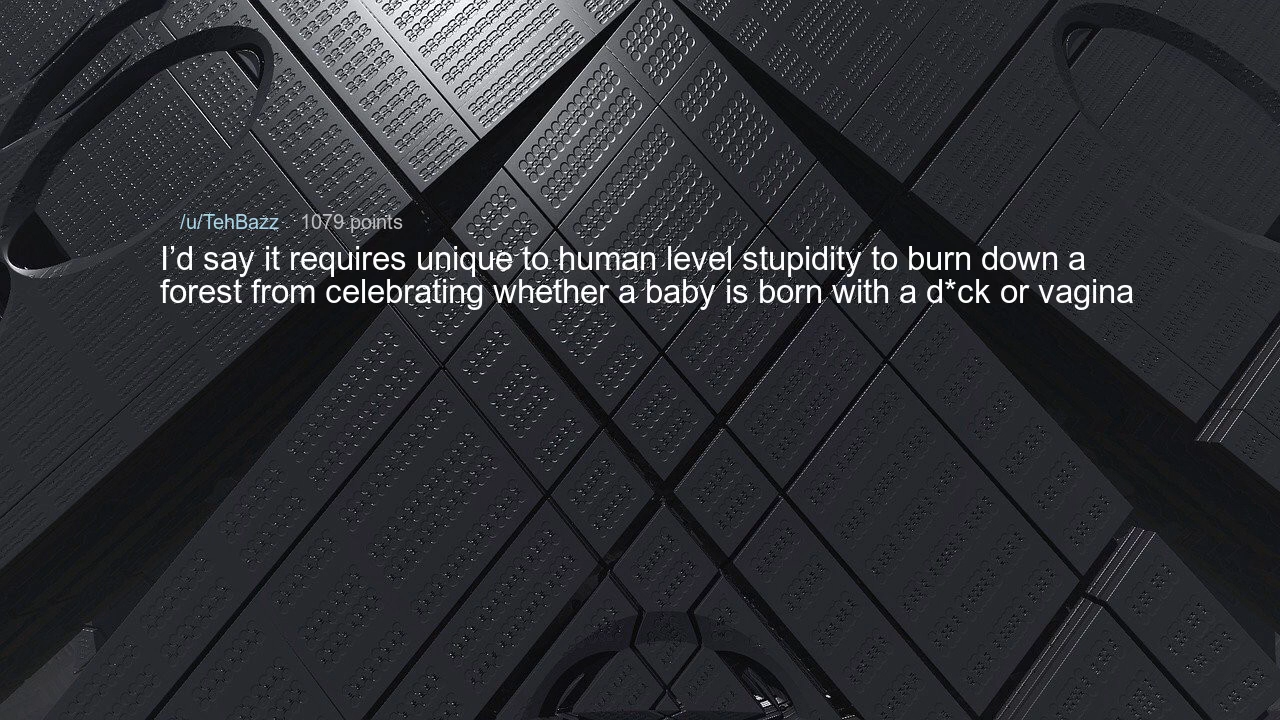 /u/TehBazz · 1079 points
I’d say it requires unique to human level stupidity to burn down a
forest from celebrating whether a baby is born with a d*ck or vagina